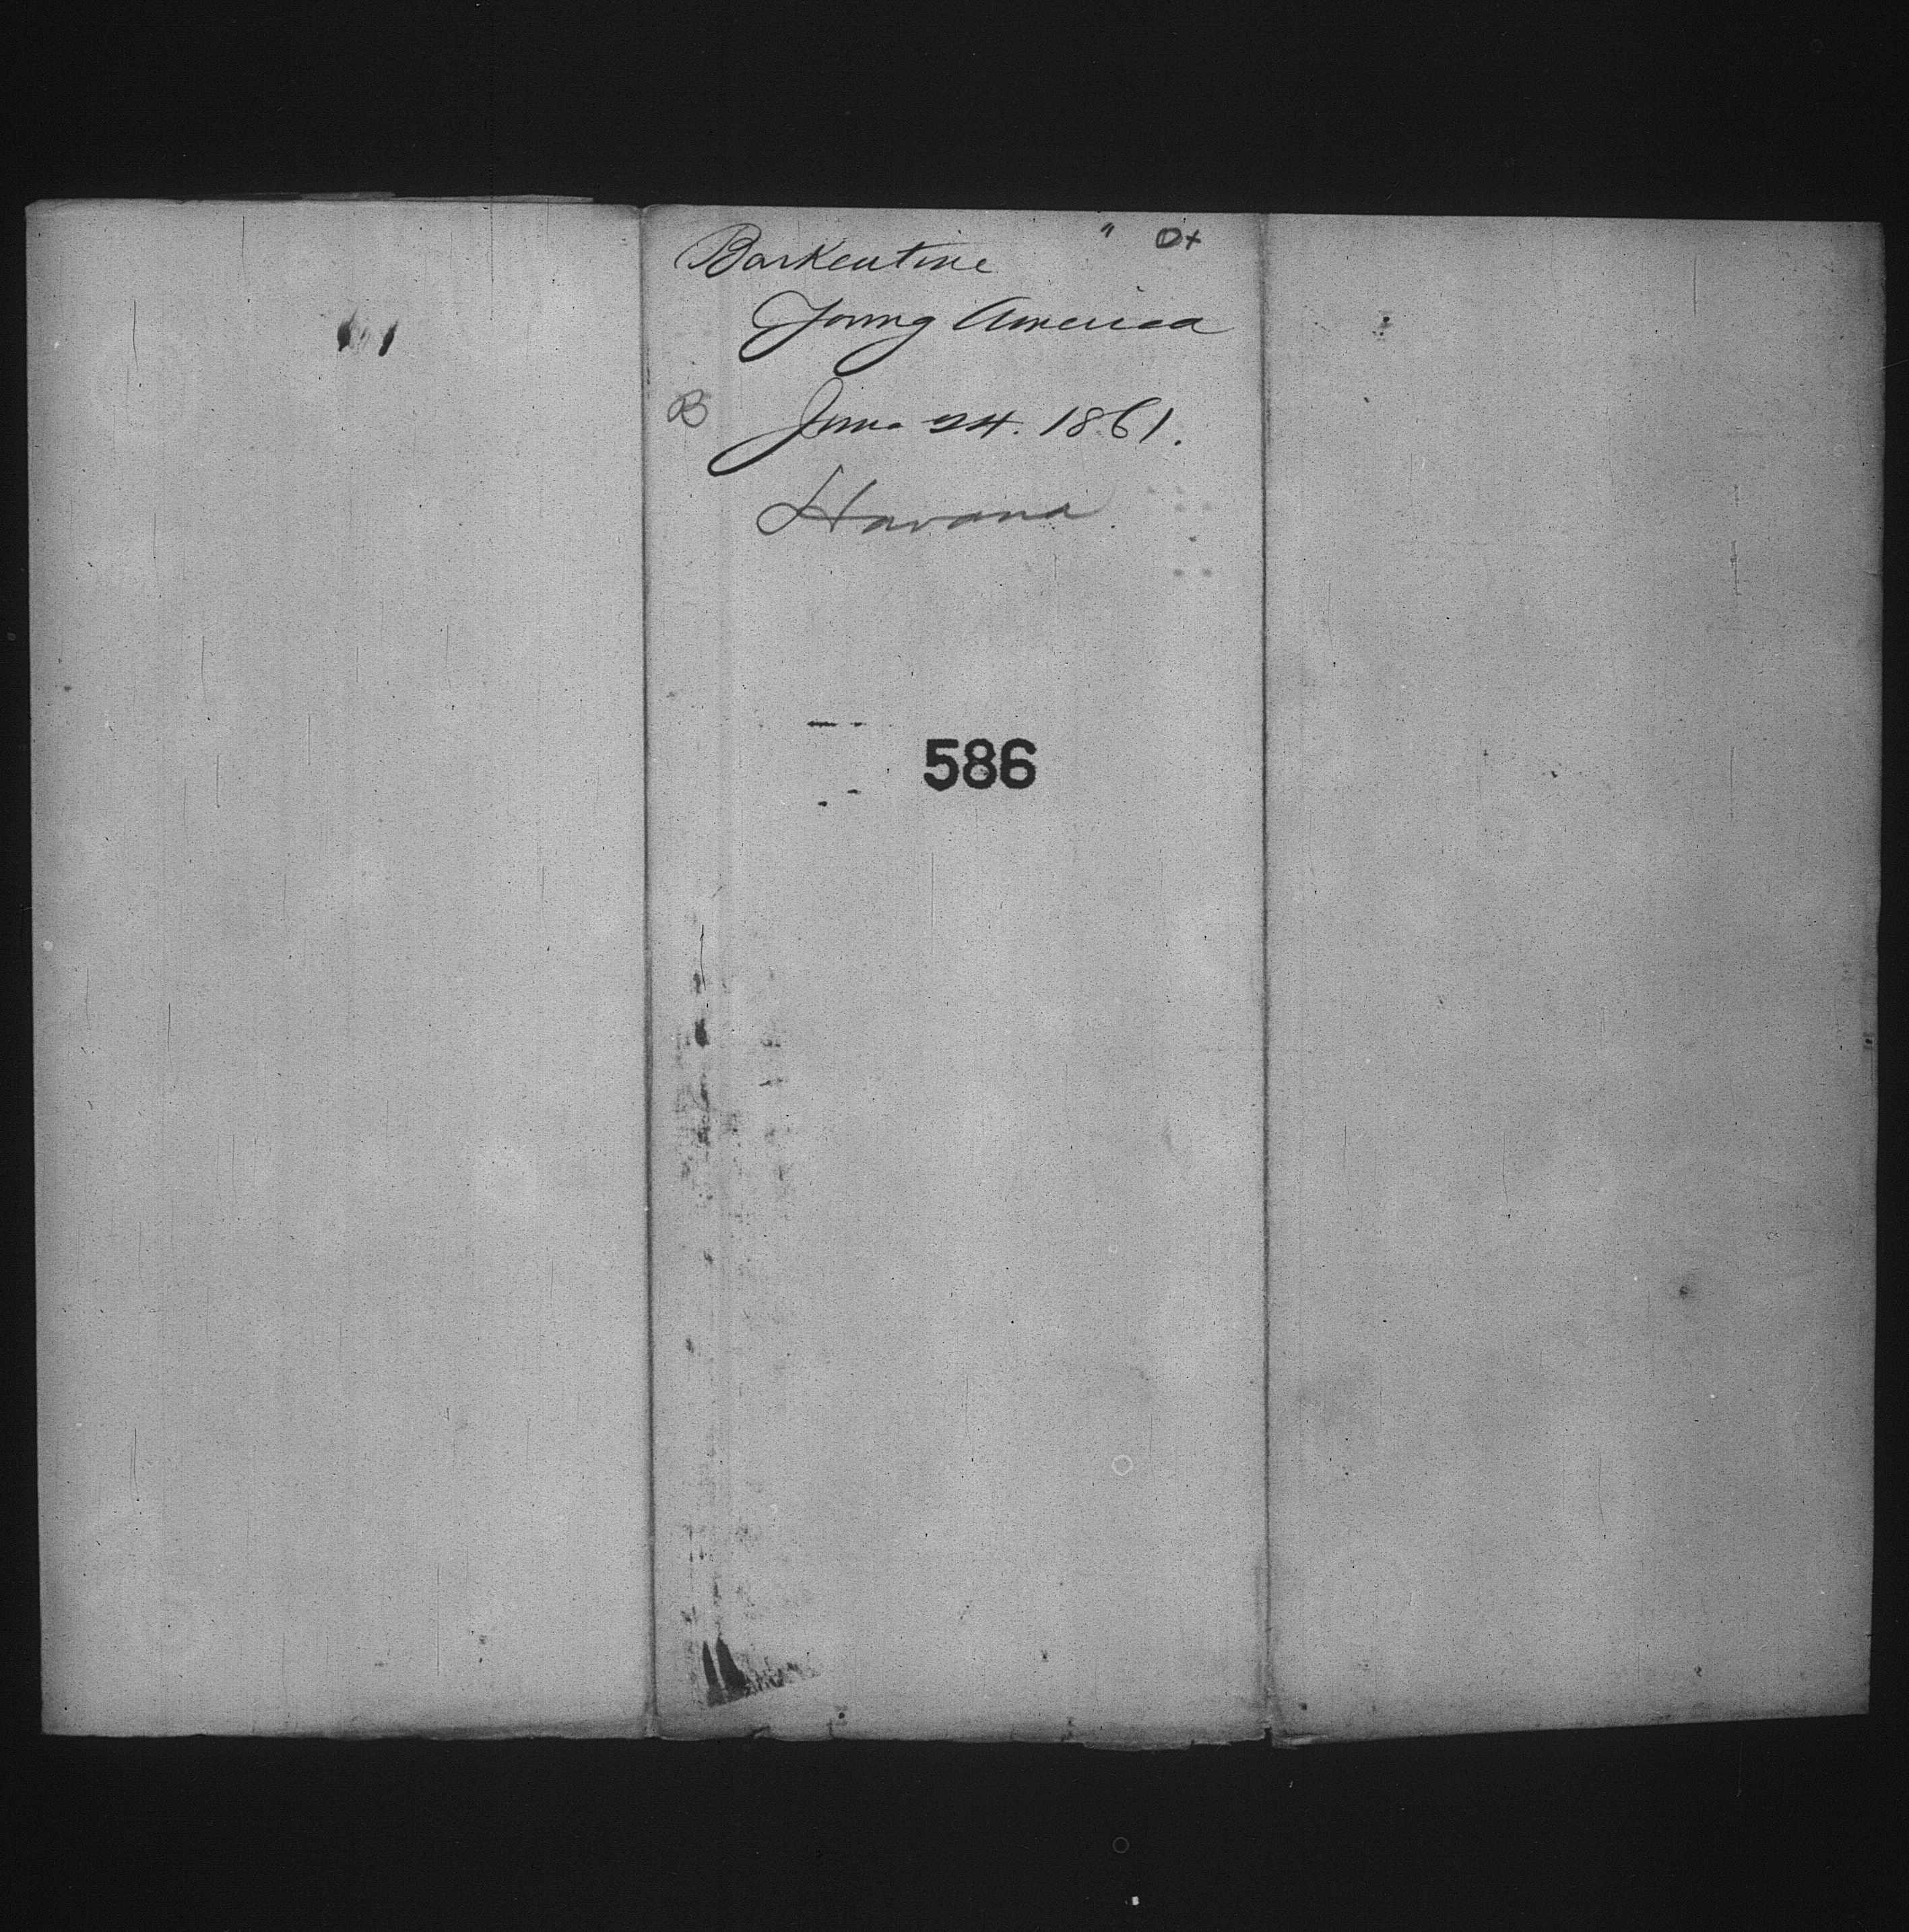 Barkentine
Young America
B June 24. 1861.
Havana
586